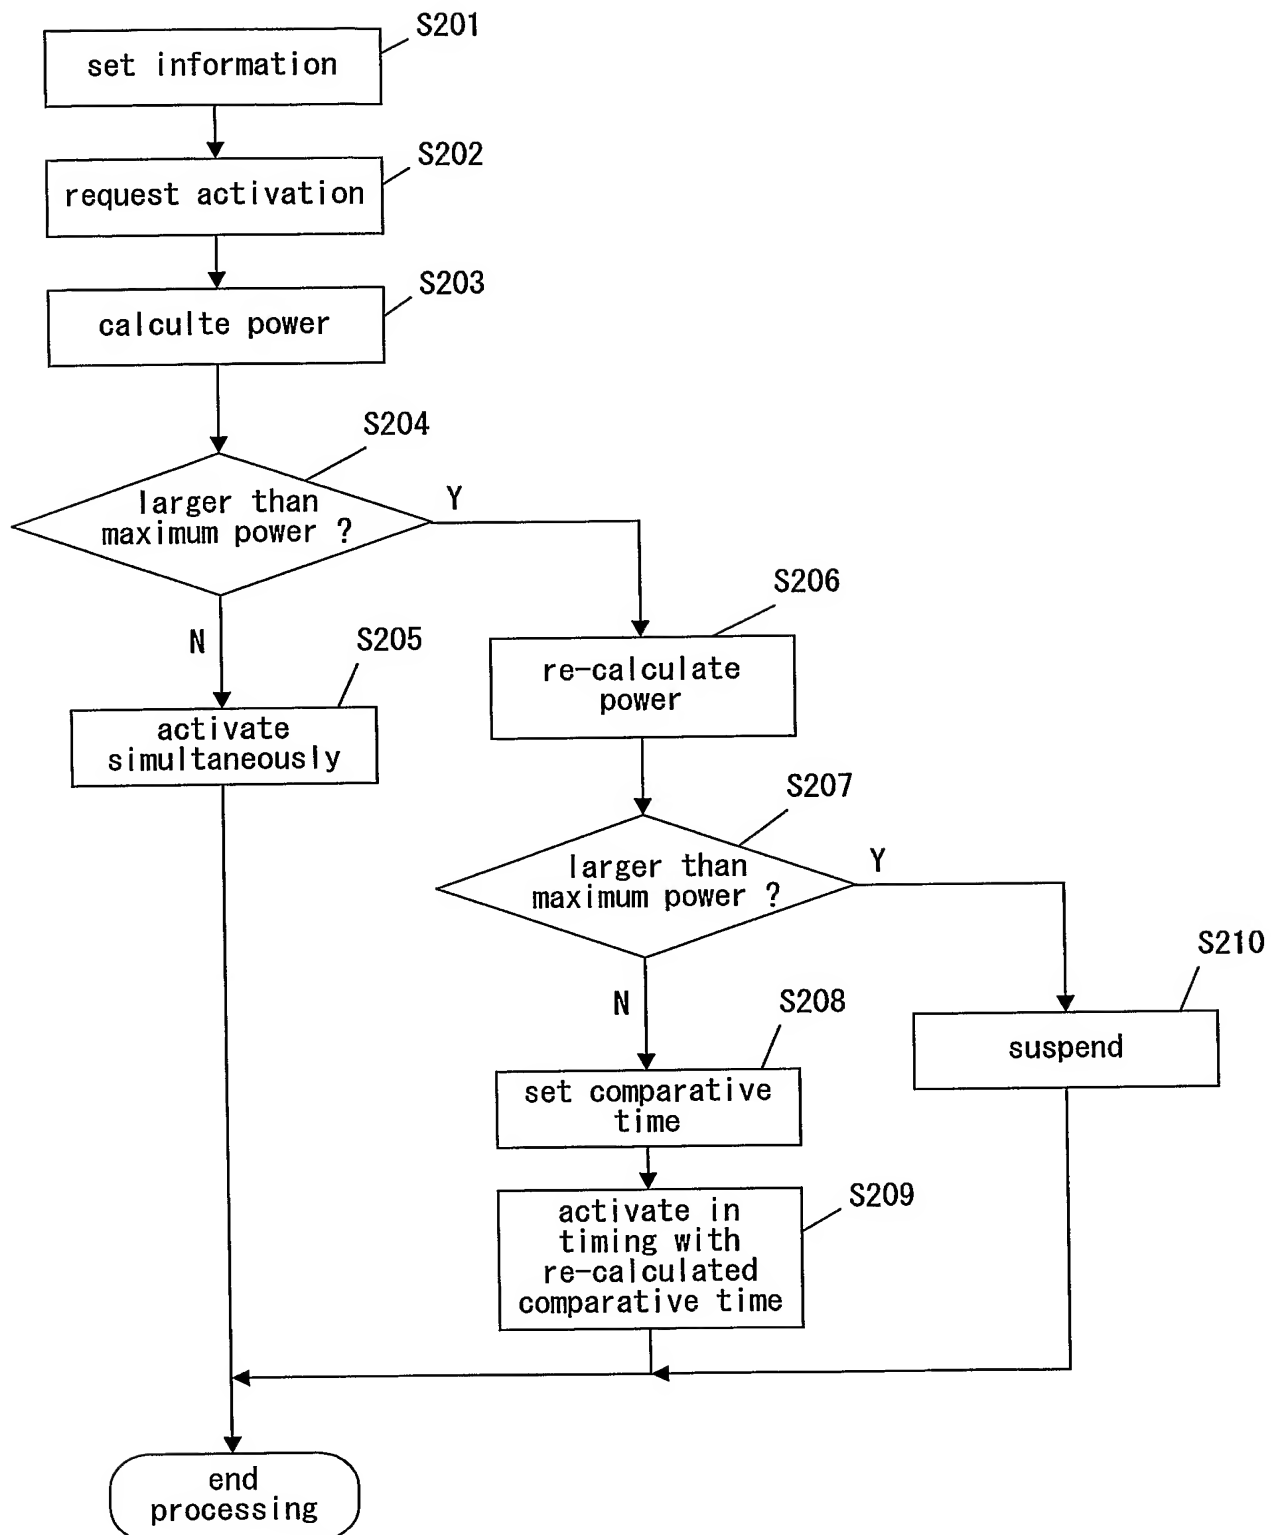 S201
set information
S202
request activation
S203
calculte power
S204
larger than
maximum power ?
Y
N
S205
activate
simultaneously
S206
re-calculate
power
S207
larger than
maximum power ?
Y
N
S208
set comparative
time
S210
suspend
S209
activate in
timing with
re-calculated
comparative time
end
processing